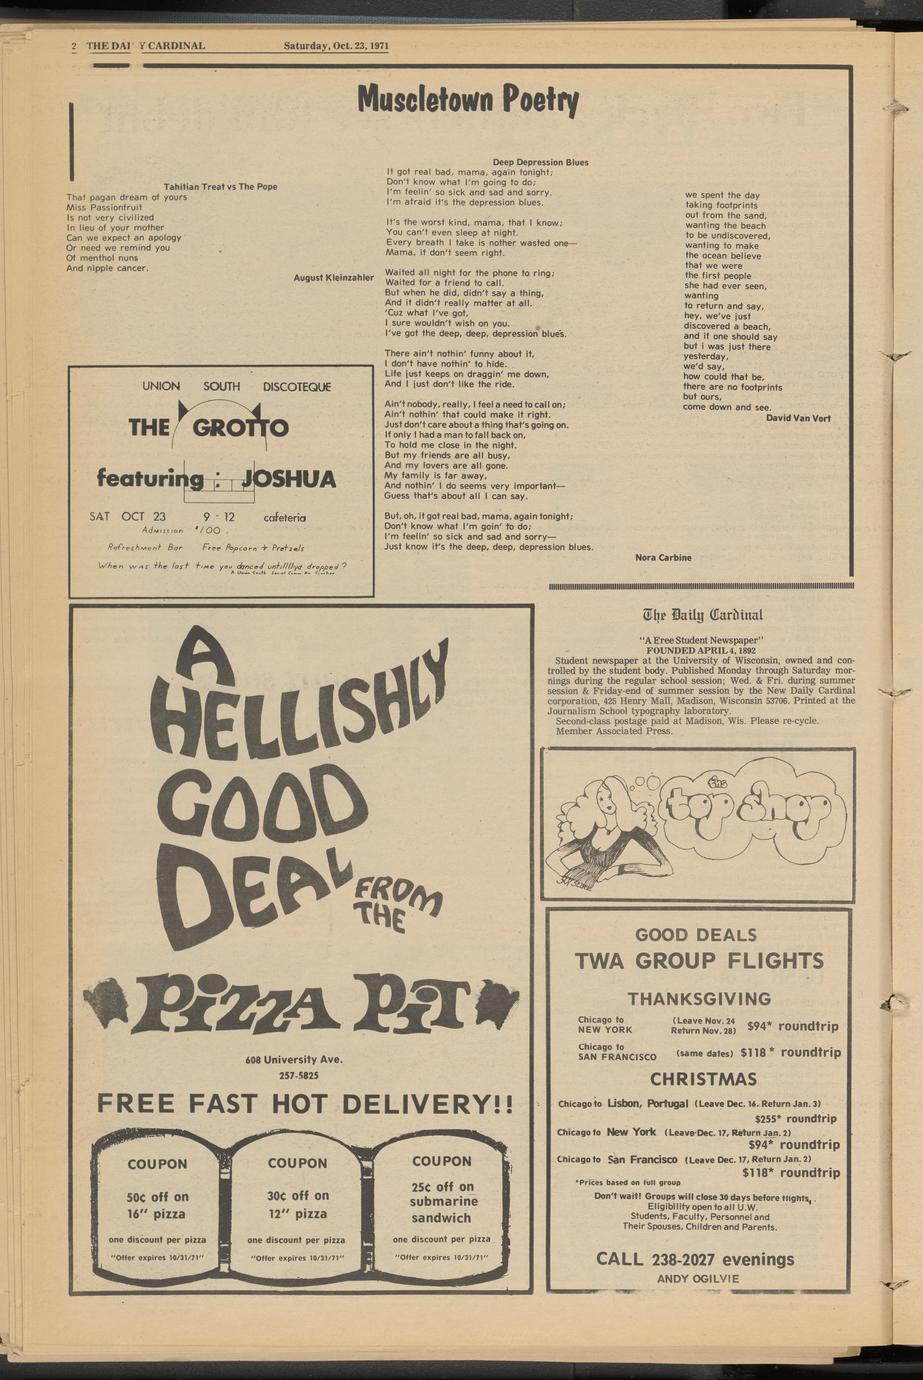 2 THE DAI Y CARDINAL Saturday, Oct. 23, 1971
Muscletown Poetry
Tahitian Treat vs The Pope
That pagan dream of yours
Miss Passionfruit
Is not very civilized
In lieu of your mother
Can we expect an apology
Or need we remind you
Of menthol nuns
And nipple cancer.
August Kleinzahler
Deep Depression Blues
It got real bad, mama, again tonight;
Don't know what I'm going to do;
I'm feelin' so sick and sad and sorry.
I'm afraid it's the depression blues.
It's the worst kind, mama, that I know;
You can't even sleep at night.
Every breath I take is nother wasted one—
Mama, it don't seem right.
Waited all night for the phone to ring;
Waited for a friend to call.
But when he did, didn't say a thing,
And it didn't really matter at all.
'Cuz what I've got,
I sure wouldn't wish on you.
I've got the deep, deep, depression blues.
There ain't nothin' funny about it,
I don't have nothin' to hide.
Life just keeps on draggin' me down,
And I just don't like the ride.
Ain't nobody, really, I feel a need to call on;
Ain't nothin' that could make it right.
Just don't care about a thing that's going on.
If only I had a man to fall back on,
To hold me close in the night.
But my friends are all busy,
And my lovers are all gone.
My family is far away,
And nothin' I do seems very important—
Guess that's about all I can say.
But, oh, it got real bad, mama, again tonight;
Don't know what I'm goin' to do;
I'm feelin' so sick and sad and sorry—
Just know it's the deep, deep, depression blues.
Nora Carbine
we spent the day
taking footprints
out from the sand,
wanting the beach
to be undiscovered,
wanting to make
the ocean believe
that we were
the first people
she had ever seen,
wanting
to return and say,
hey, we've just
discovered a beach,
and if one should say
but i was just there
yesterday,
we'd say,
how could that be,
there are no footprints
but ours,
come down and see.
David Van Vort
UNION SOUTH DISCOTEQUE
THE GROTTO
featuring : JOSHUA
SAT OCT 23 9 - 12 cafeteria
Admission $1.00
Refreshment Bar Free Popcorn + Pretzels
When was the last time you danced untillllya dropped?
The Daily Cardinal
"A Free Student Newspaper"
FOUNDED APRIL 4, 1892
Student newspaper at the University of Wisconsin, owned and con-
trolled by the student body. Published Monday through Saturday mor-
nings during the regular school session; Wed. & Fri. during summer
session & Friday-end of summer session by the New Daily Cardinal
corporation, 425 Henry Mall, Madison, Wisconsin 53706. Printed at the
Journalism School typography laboratory.
Second-class postage paid at Madison, Wis. Please re-cycle.
Member Associated Press.
A
HELLISHLY
GOOD
DEAL
FROM
THE
PiZZA PiT
608 University Ave.
257-5825
FREE FAST HOT DELIVERY!!
COUPON
50¢ off on
16" pizza
one discount per pizza
"Offer expires 10/31/71"
COUPON
30¢ off on
12" pizza
one discount per pizza
"Offer expires 10/31/71"
COUPON
25¢ off on
submarine
sandwich
one discount per pizza
"Offer expires 10/31/71"
the
top shop
GOOD DEALS
TWA GROUP FLIGHTS
THANKSGIVING
Chicago to
NEW YORK
(Leave Nov. 24
Return Nov. 28) $94* roundtrip
Chicago to
SAN FRANCISCO (same dates) $118* roundtrip
CHRISTMAS
Chicago to Lisbon, Portugal (Leave Dec. 16, Return Jan. 3)
$255* roundtrip
Chicago to New York (Leave Dec. 17, Return Jan. 2)
$94* roundtrip
Chicago to San Francisco (Leave Dec. 17, Return Jan. 2)
$118* roundtrip
*Prices based on full group
Don't wait! Groups will close 30 days before flights.
Eligibility open to all U.W.
Students, Faculty, Personnel and
Their Spouses, Children and Parents.
CALL 238-2027 evenings
ANDY OGILVIE